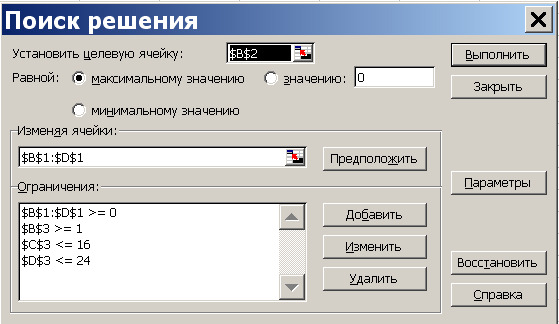 Поиск решения
Установить целевую ячейку: $B$2 Выполнить
Равной: максимальному значению значению: 0 Закрыть
минимальному значению
Изменяя ячейки:
$B$1:$D$1 Предположить
Ограничения: Параметры
$B$1:$D$1 >= 0 Добавить
$B$3 >= 1
$C$3 <= 16 Изменить
$D$3 <= 24 Восстановить
Удалить
Справка